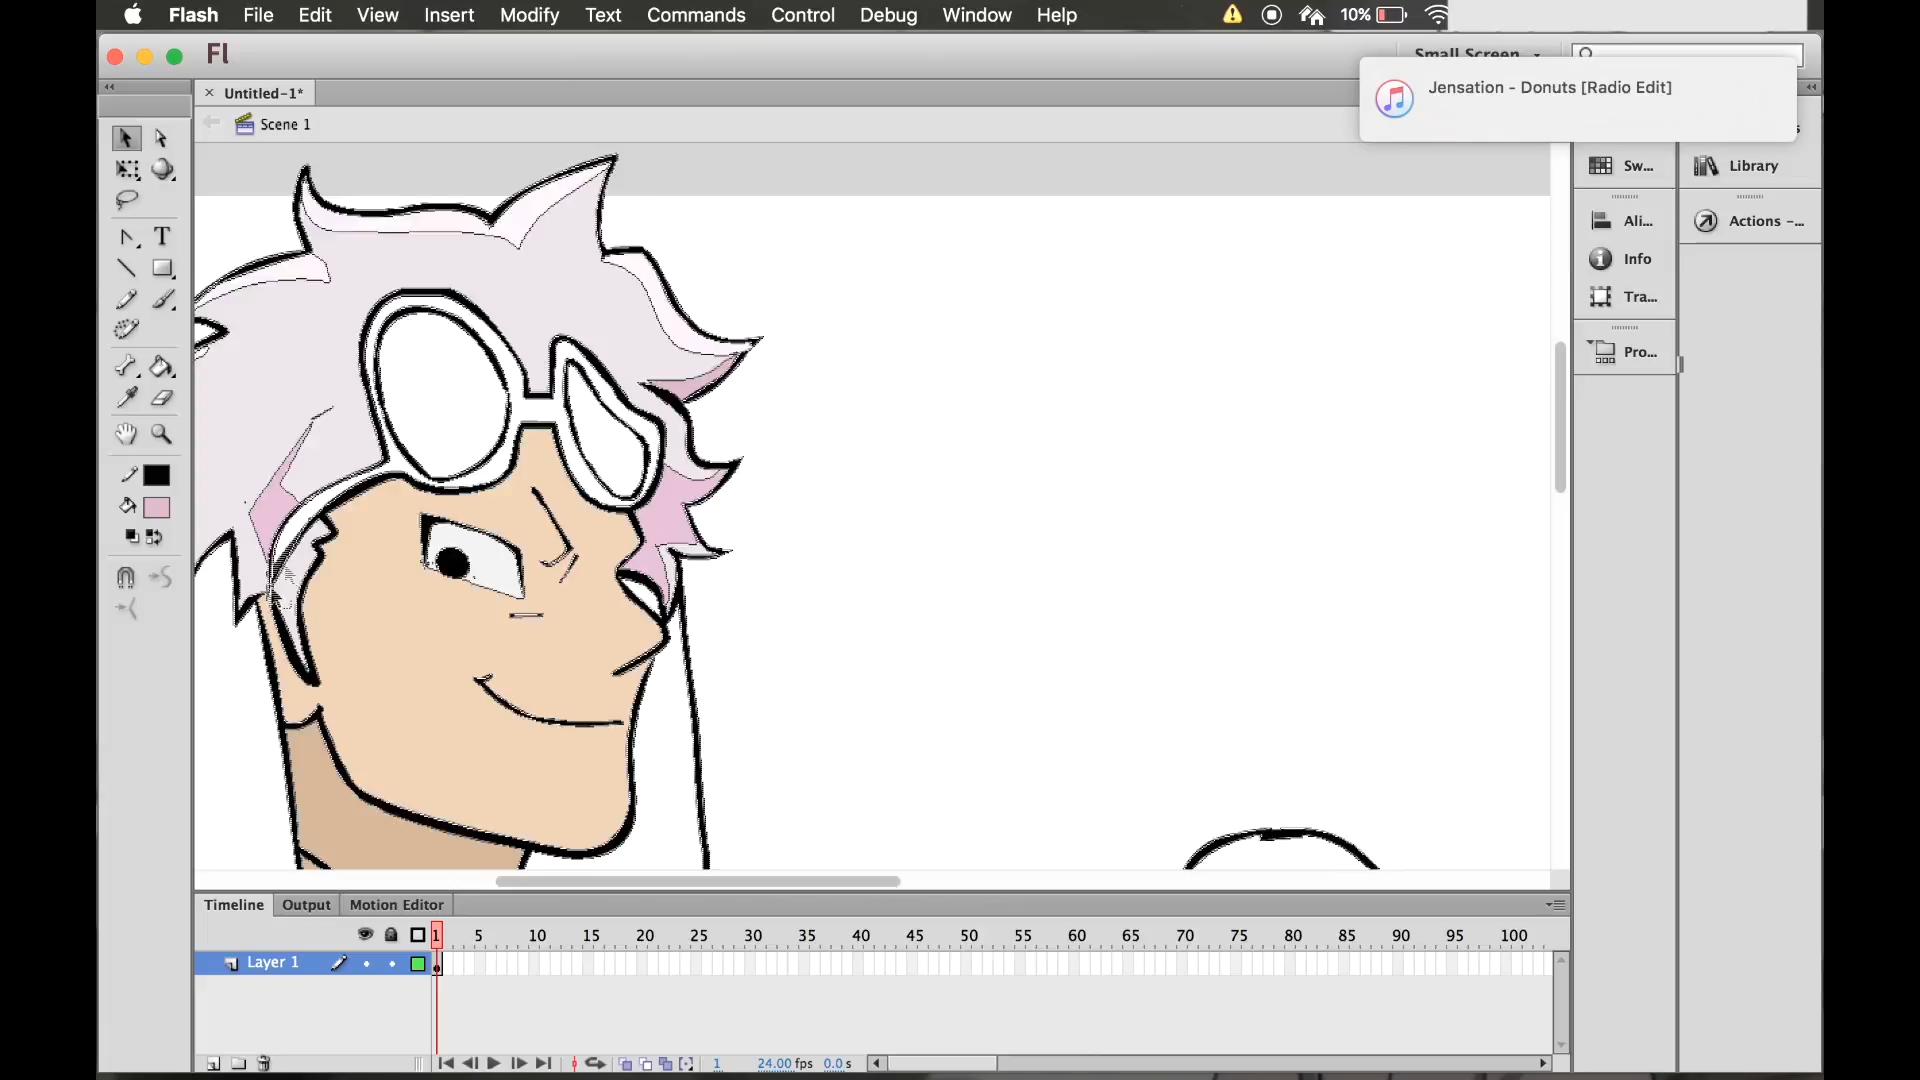 Flash File Edit View Insert Modify Text Commands Control Debug Window Help 10%
Fl Small Screen
Jensation - Donuts [Radio Edit]
Untitled-1*
Scene 1
Sw... Library
Ali... Actions -...
Info
Tra...
Pro...
T
Timeline Output Motion Editor
1 5 10 15 20 25 30 35 40 45 50 55 60 65 70 75 80 85 90 95 100
Layer 1
1 24.00 fps 0.0 s